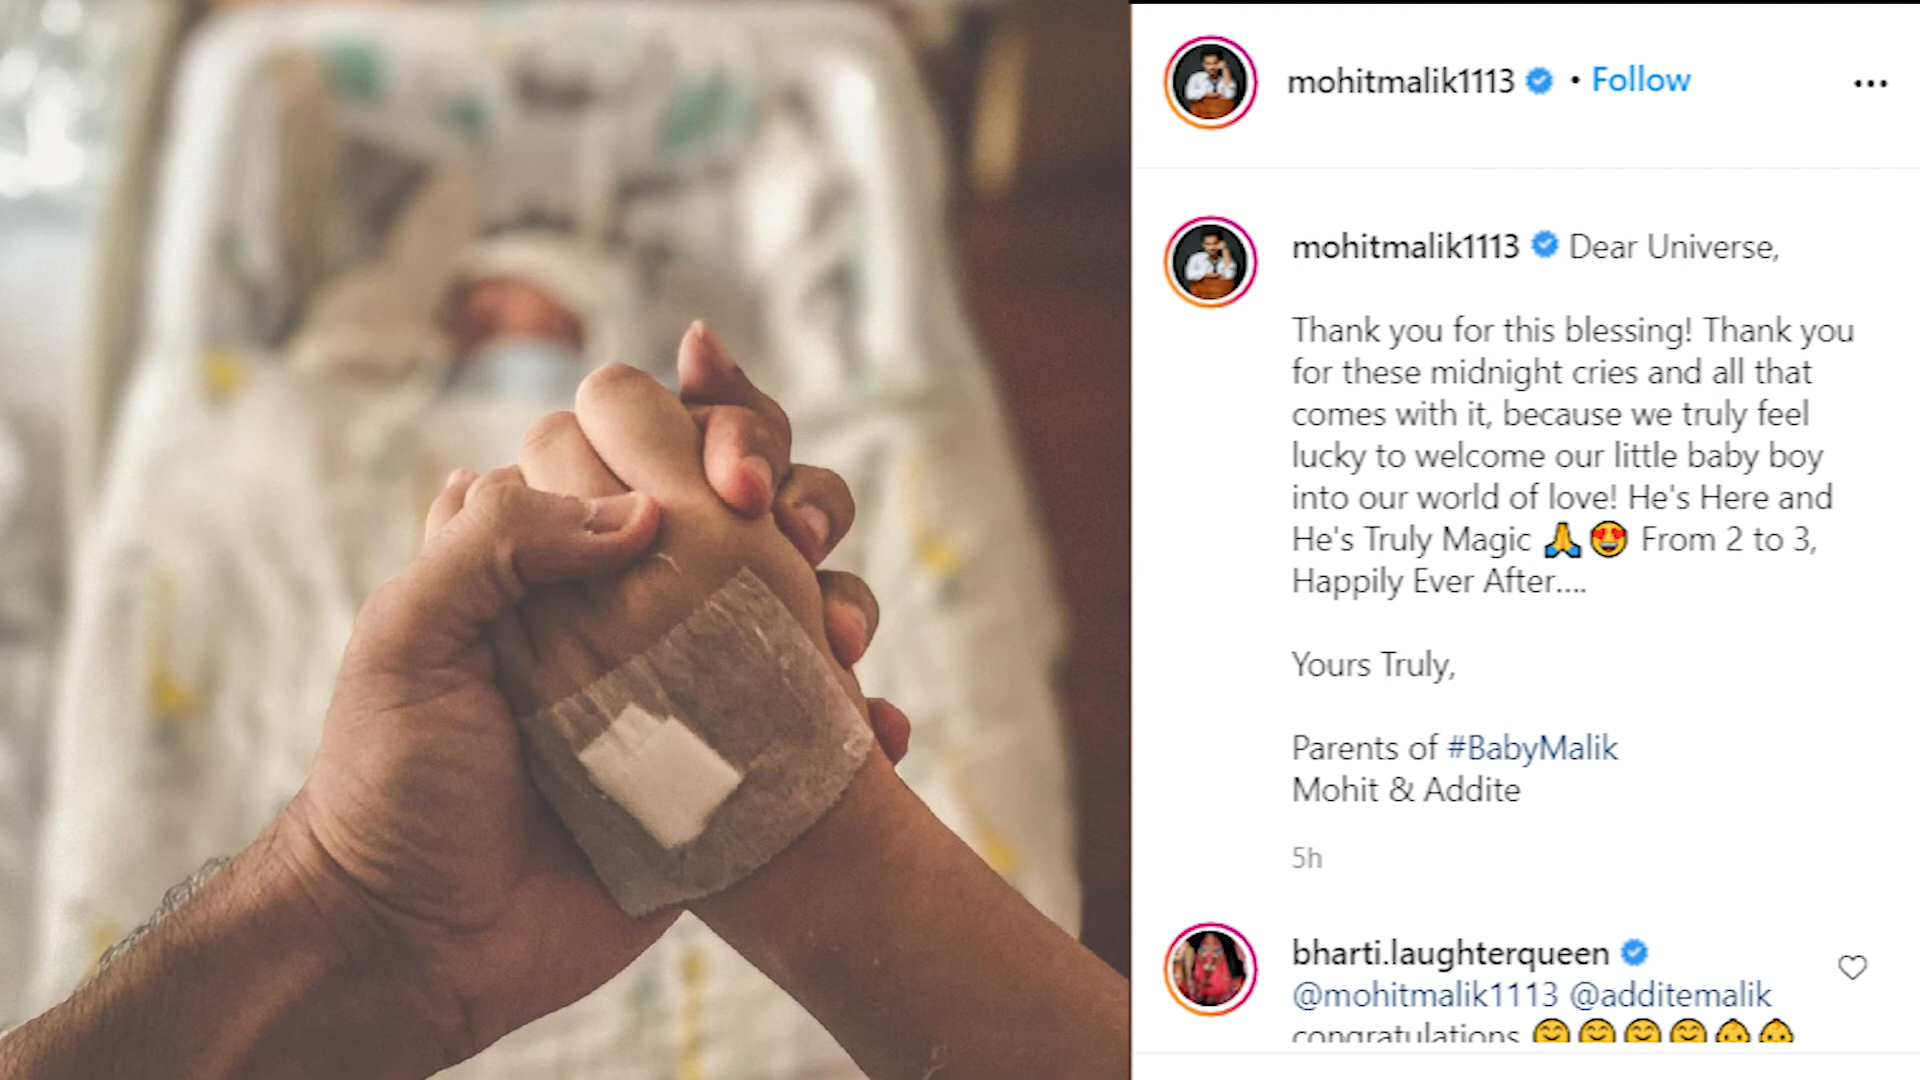 mohitmalik1113 • Follow
mohitmalik1113 Dear Universe,
Thank you for this blessing! Thank you
for these midnight cries and all that
comes with it, because we truly feel
lucky to welcome our little baby boy
into our world of love! He's Here and
He's Truly Magic 🙏😍 From 2 to 3,
Happily Ever After....
Yours Truly,
Parents of #BabyMalik
Mohit & Addite
5h
bharti.laughterqueen
@mohitmalik1113 @additemalik
congratulations 🤗🤗🤗🤗👶👶